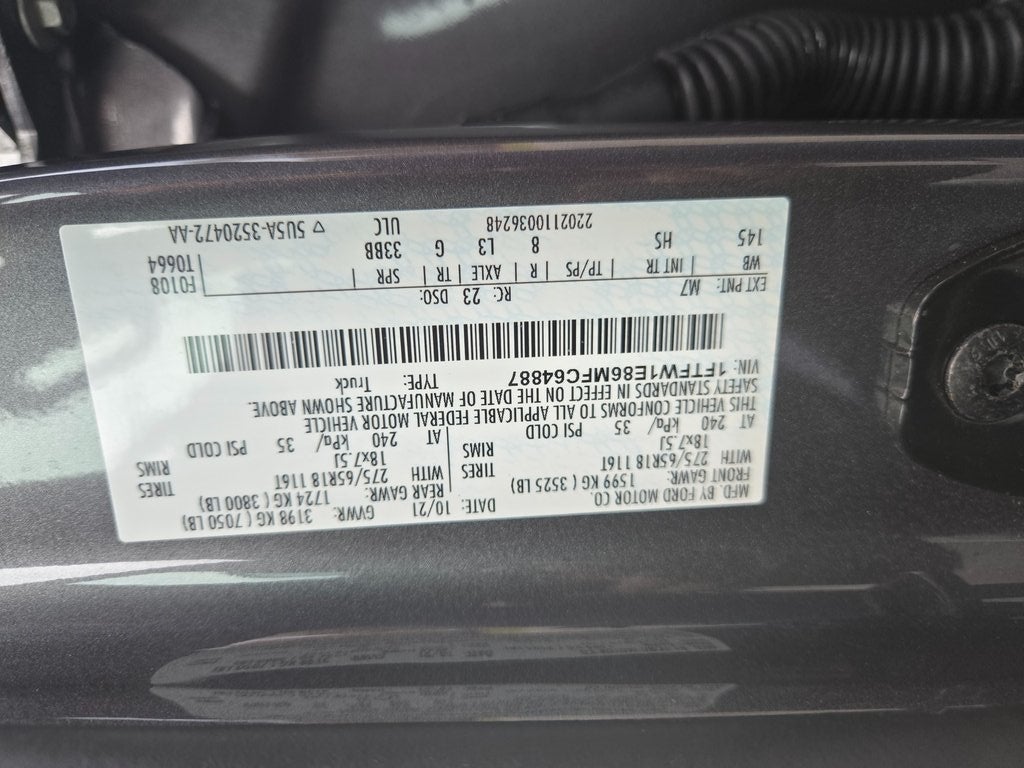 MFD. BY FORD MOTOR CO.
DATE: 10/21 GVWR: 3198 KG ( 7050 LB)
FRONT GAWR: 1599 KG ( 3525 LB) REAR GAWR: 1724 KG ( 3800 LB)
WITH 275/65R18 116T TIRES WITH 275/65R18 116T TIRES
18x7.5J RIMS 18x7.5J RIMS
AT 240 kPa/ 35 PSI COLD AT 240 kPa/ 35 PSI COLD
THIS VEHICLE CONFORMS TO ALL APPLICABLE FEDERAL MOTOR VEHICLE
SAFETY STANDARDS IN EFFECT ON THE DATE OF MANUFACTURE SHOWN ABOVE.
VIN: 1FTFW1E86MFC64887 TYPE: Truck
EXT PNT: M7 RC: 23 DSO: F0108
WB | INT TR | TP/PS | R | AXLE | TR | SPR | T0664
145 HS 8 L3 G 33BB
2202110036248 ULC ▽ 5U5A-3520472-AA